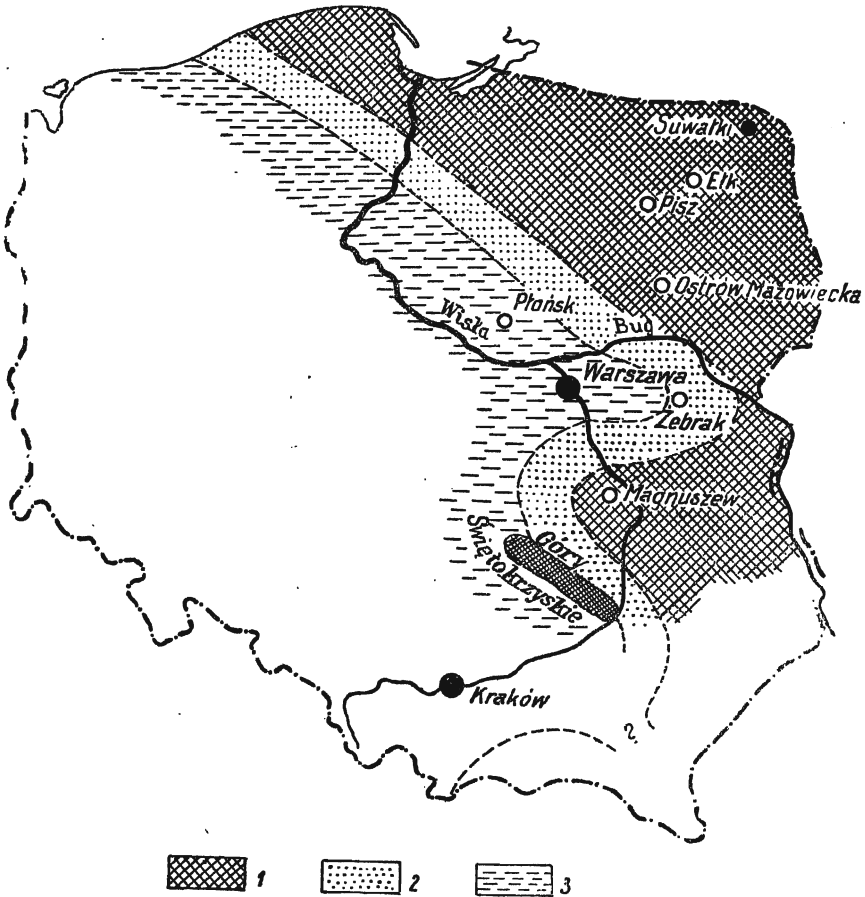 Suwałki
Ełk
Pisz
Ostrów Mazowiecka
Płońsk
Wisła
Bug
Warszawa
Żebrak
Magnuszew
Góry
Świętokrzyskie
Kraków
?
1
2
3